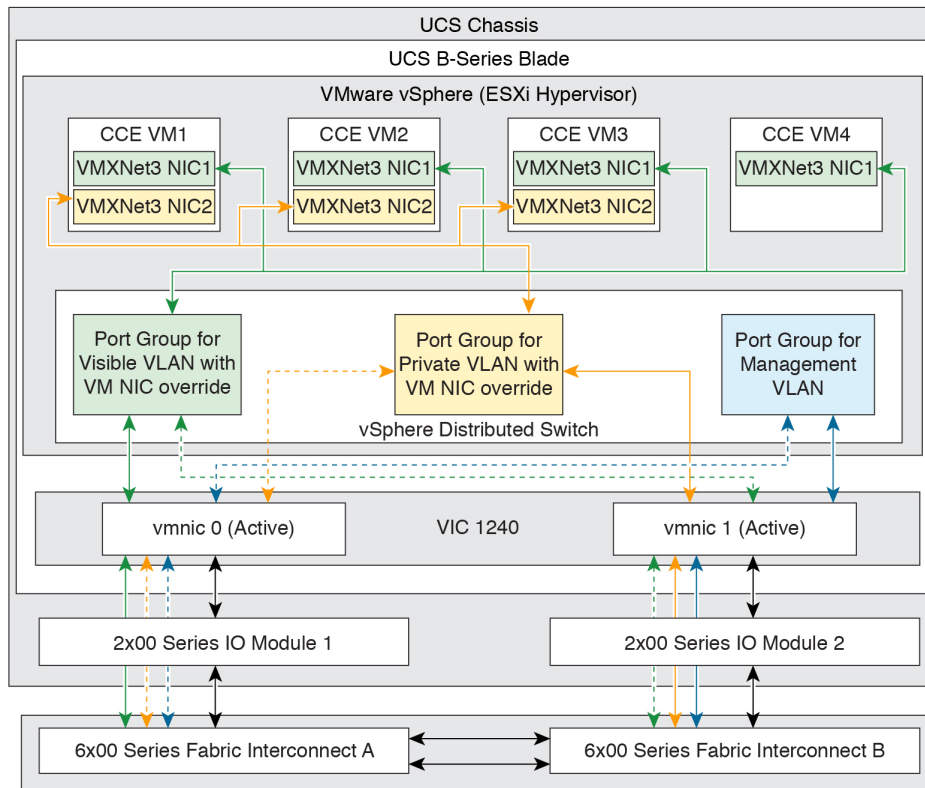 UCS Chassis
UCS B-Series Blade
VMware vSphere (ESXi Hypervisor)
CCE VM1
VMXNet3 NIC1
VMXNet3 NIC2
CCE VM2
VMXNet3 NIC1
VMXNet3 NIC2
CCE VM3
VMXNet3 NIC1
VMXNet3 NIC2
CCE VM4
VMXNet3 NIC1
Port Group for
Visible VLAN with
VM NIC override
Port Group for
Private VLAN with
VM NIC override
Port Group for
Management
VLAN
vSphere Distributed Switch
vmnic 0 (Active)
VIC 1240
vmnic 1 (Active)
2x00 Series IO Module 1
2x00 Series IO Module 2
6x00 Series Fabric Interconnect A
6x00 Series Fabric Interconnect B